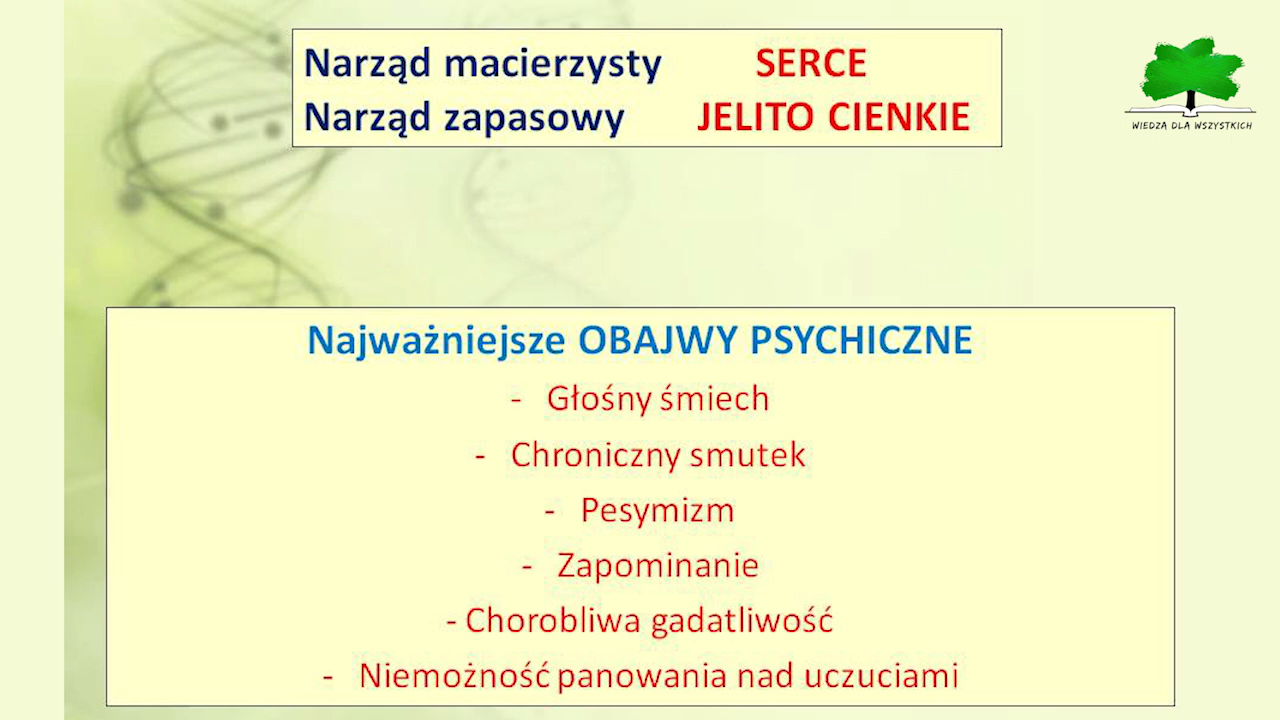 Narząd macierzysty SERCE
Narząd zapasowy JELITO CIENKIE
WIEDZA DLA WSZYSTKICH
Najważniejsze OBAJWY PSYCHICZNE
- Głośny śmiech
- Chroniczny smutek
- Pesymizm
- Zapominanie
- Chorobliwa gadatliwość
- Niemożność panowania nad uczuciami